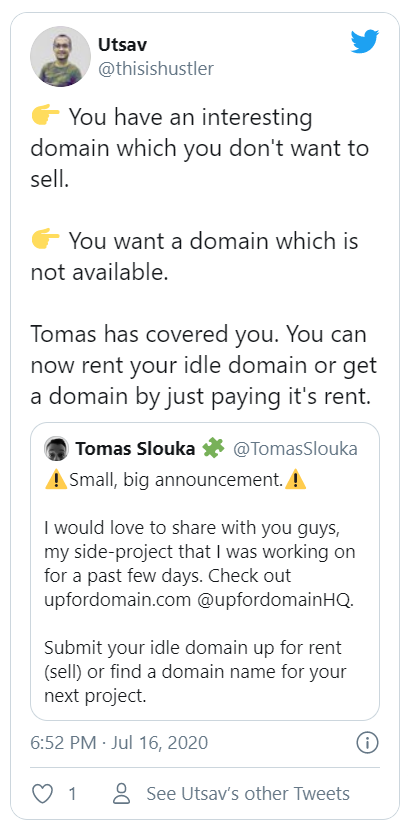 Utsav
@thisishustler
👉 You have an interesting
domain which you don't want to
sell.
👉 You want a domain which is
not available.
Tomas has covered you. You can
now rent your idle domain or get
a domain by just paying it's rent.
Tomas Slouka 🧩 @TomasSlouka
⚠️Small, big announcement.⚠️
I would love to share with you guys,
my side-project that I was working on
for a past few days. Check out
upfordomain.com @upfordomainHQ.
Submit your idle domain up for rent
(sell) or find a domain name for your
next project.
6:52 PM · Jul 16, 2020
1 See Utsav's other Tweets